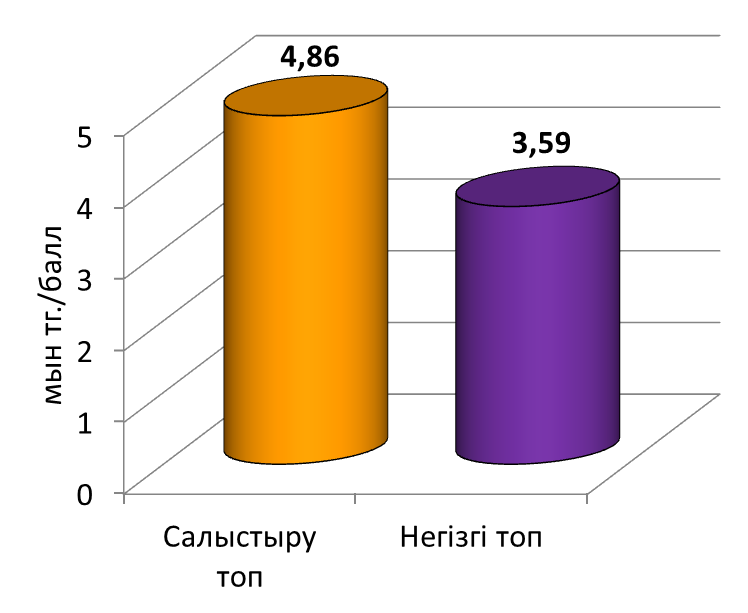 4,86
3,59
5
4
3
2
1
0
мын тг./балл
Салыстыру
топ
Негізгі топ